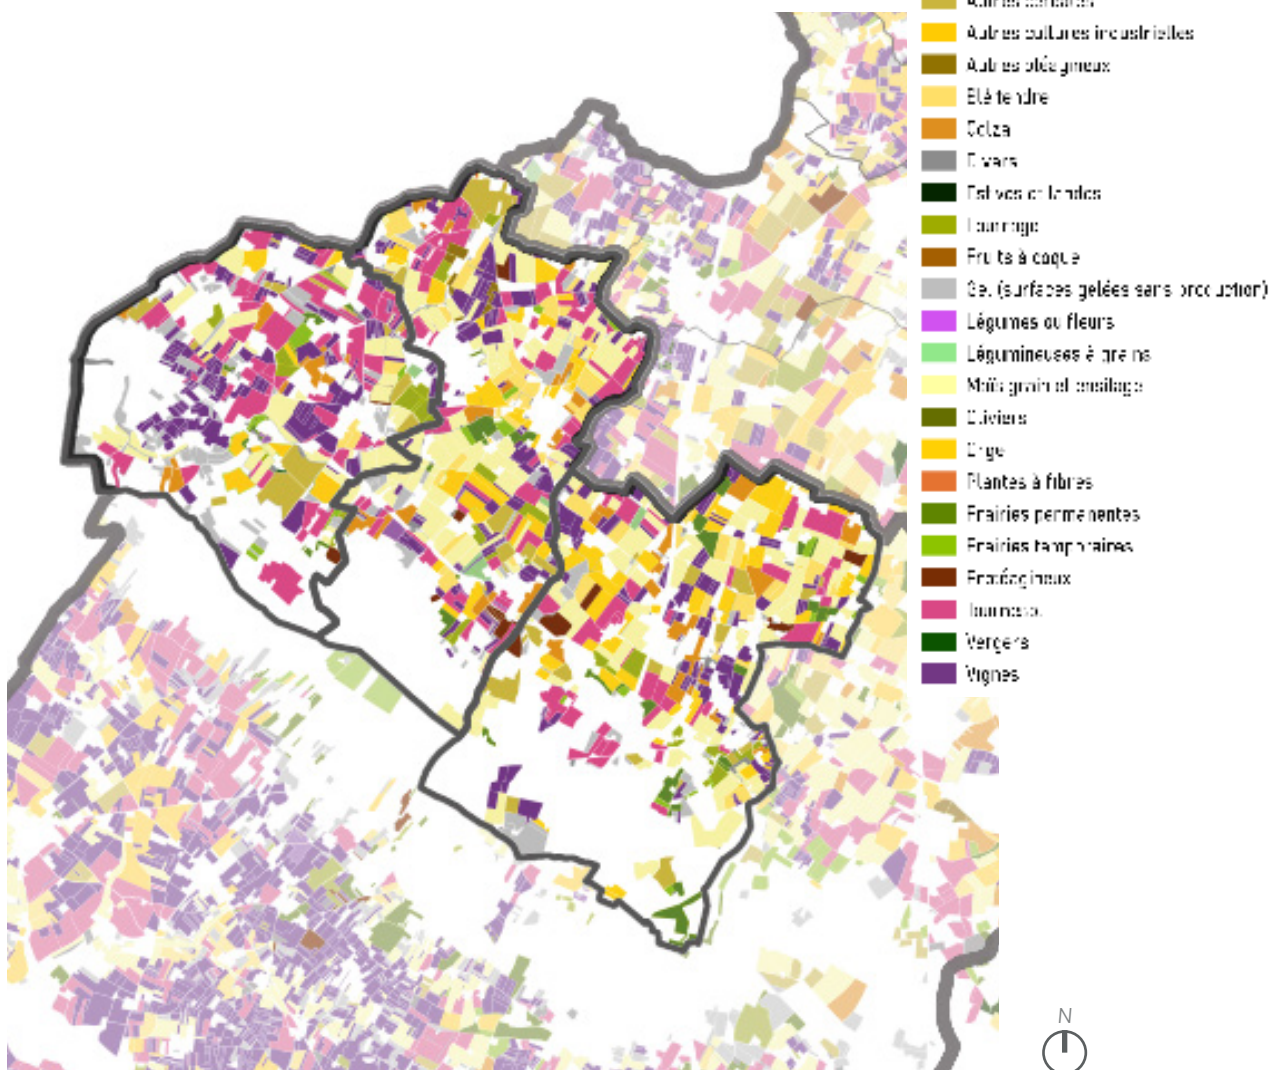 Autres céréales
Autres cultures industrielles
Autres oléagineux
Blé tendre
Colza
Divers
Estives et landes
Fourrage
Fruits à coque
Gel (surfaces gelées sans production)
Légumes ou fleurs
Légumineuses à grains
Maïs grain et ensilage
Oliviers
Orge
Plantes à fibres
Prairies permanentes
Prairies temporaires
Protéagineux
Tournesol
Vergers
Vignes
N